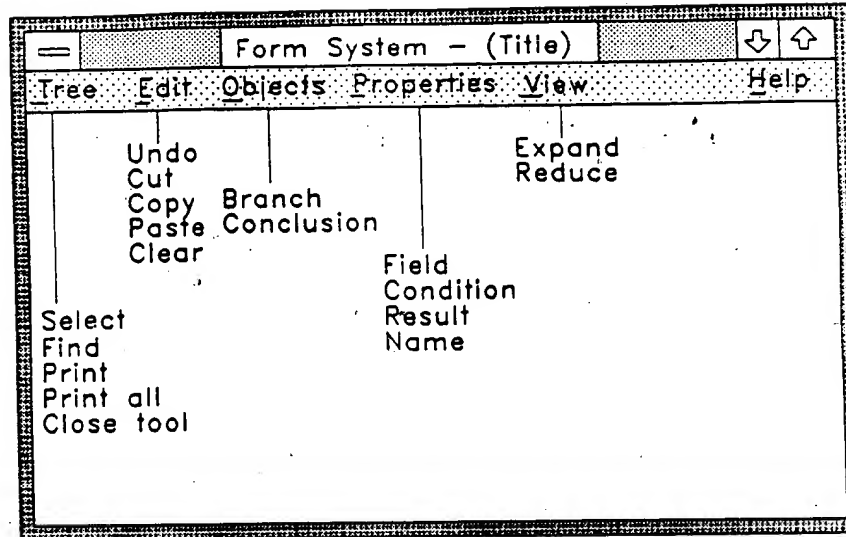 Form System - (Title)
Tree Edit Objects Properties View Help
Undo
Cut
Copy
Paste
Clear
Branch
Conclusion
Expand
Reduce
Field
Condition
Result
Name
Select
Find
Print
Print all
Close tool